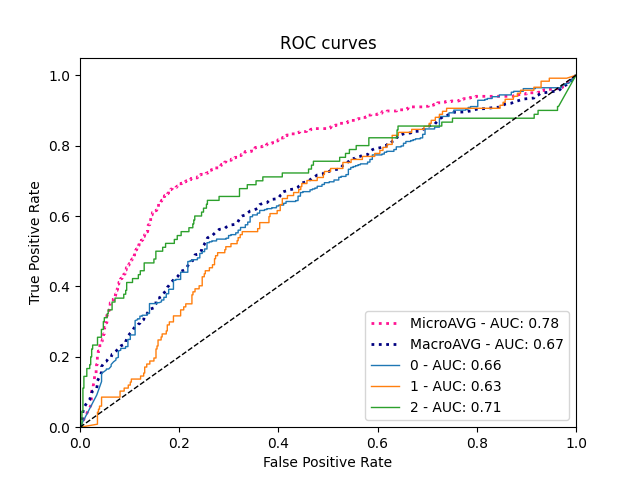 ROC curves
1.0
0.8
0.6
0.4
0.2
0.0
True Positive Rate
MicroAVG - AUC: 0.78
MacroAVG - AUC: 0.67
0 - AUC: 0.66
1 - AUC: 0.63
2 - AUC: 0.71
0.0 0.2 0.4 0.6 0.8 1.0
False Positive Rate